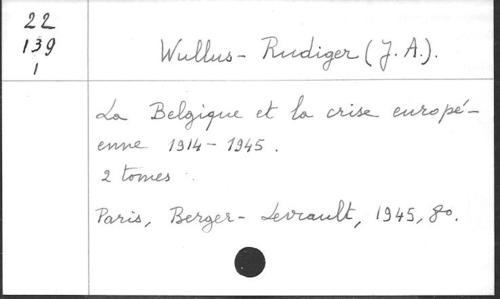 22
139
1
Wullus-Rudiger (J.A.).
La Belgique et la crise europé-
enne 1914-1945.
2 tomes
Paris, Berger-Levrault, 1945, 8o.